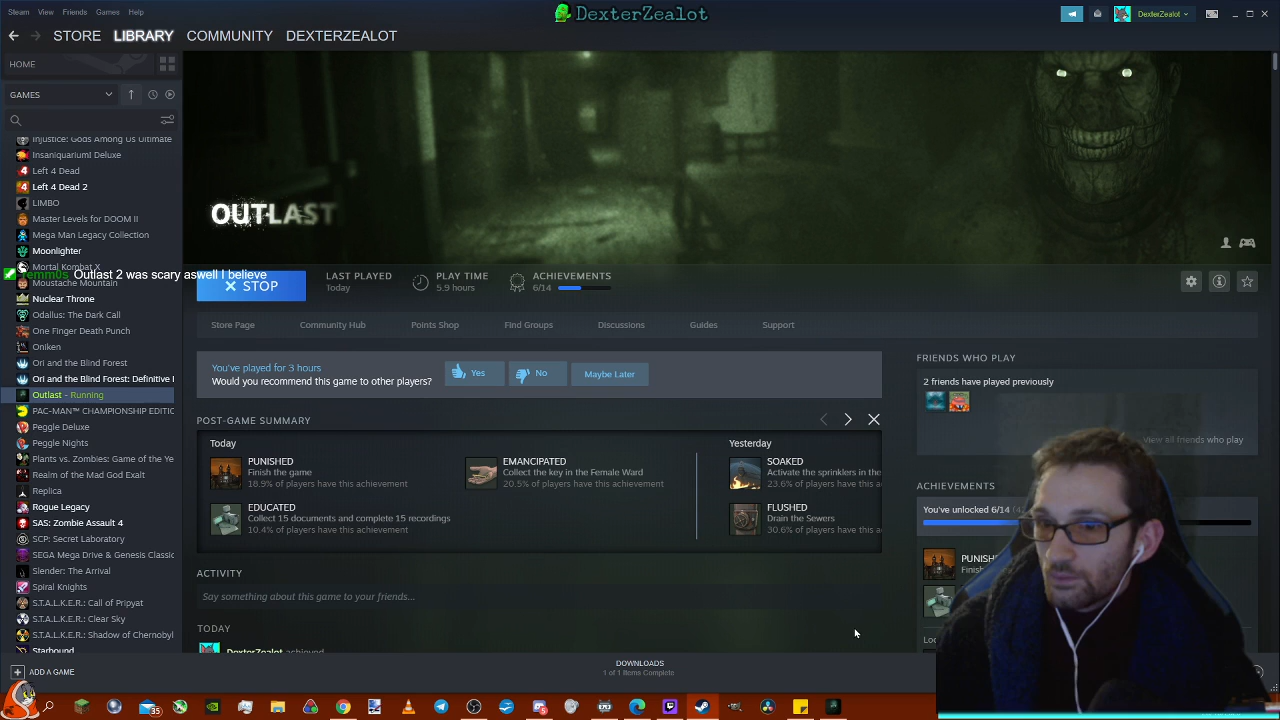 Steam View Friends Games Help
DexterZealot
DexterZealot
STORE LIBRARY COMMUNITY DEXTERZEALOT
HOME
GAMES
Injustice: Gods Among Us Ultimate
Insaniquarium! Deluxe
Left 4 Dead
Left 4 Dead 2
LIMBO
Master Levels for DOOM II
Mega Man Legacy Collection
Moonlighter
Mortal Kombat X
Outlast 2 was scary aswell I believe
Moustache Mountain
Nuclear Throne
Odallus: The Dark Call
One Finger Death Punch
Oniken
Ori and the Blind Forest
Ori and the Blind Forest: Definitive
Outlast - Running
PAC-MAN™ CHAMPIONSHIP EDITIC
Peggle Deluxe
Peggle Nights
Plants vs. Zombies: Game of the Ye
Realm of the Mad God Exalt
Replica
Rogue Legacy
SAS: Zombie Assault 4
SCP: Secret Laboratory
SEGA Mega Drive & Genesis Classic
Slender: The Arrival
Spiral Knights
S.T.A.L.K.E.R.: Call of Pripyat
S.T.A.L.K.E.R.: Clear Sky
S.T.A.L.K.E.R.: Shadow of Chernobyl
Starbound
ADD A GAME
OUTLAST
STOP
LAST PLAYED
Today
PLAY TIME
5.9 hours
ACHIEVEMENTS
6/14
Store Page Community Hub Points Shop Find Groups Discussions Guides Support
You've played for 3 hours
Would you recommend this game to other players?
Yes
No
Maybe Later
POST-GAME SUMMARY
Today
PUNISHED
Finish the game
18.9% of players have this achievement
EMANCIPATED
Collect the key in the Female Ward
20.5% of players have this achievement
EDUCATED
Collect 15 documents and complete 15 recordings
10.4% of players have this achievement
Yesterday
SOAKED
Activate the sprinklers in the
23.6% of players have this a
FLUSHED
Drain the Sewers
30.6% of players have this a
ACTIVITY
Say something about this game to your friends...
TODAY
DexterZealot achieved
FRIENDS WHO PLAY
2 friends have played previously
View all friends who play
ACHIEVEMENTS
You've unlocked 6/14
PUNIS
Finish
DOWNLOADS
1 of 1 Items Complete
35